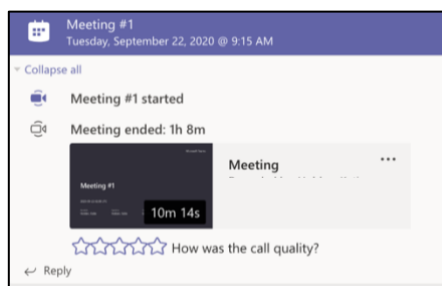 Meeting #1
Tuesday, September 22, 2020 @ 9:15 AM
Collapse all
Meeting #1 started
Meeting ended: 1h 8m
Meeting #1
10m 14s
Meeting
How was the call quality?
Reply